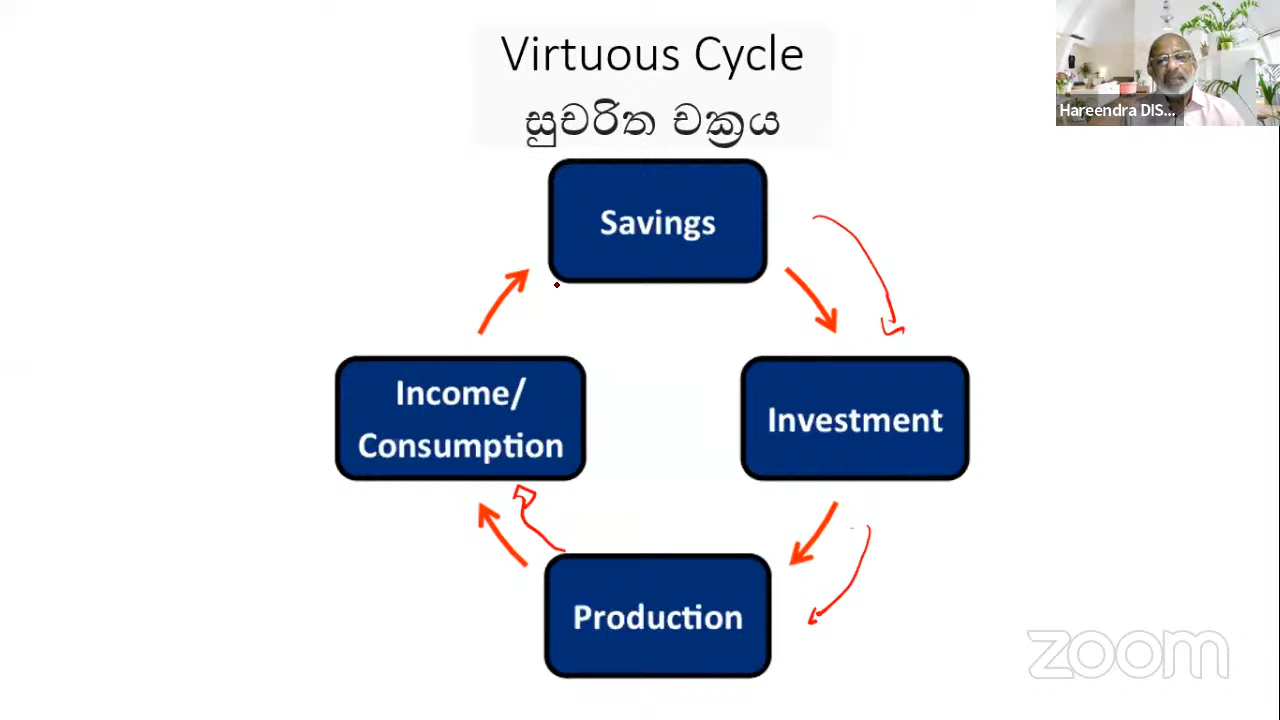 Virtuous Cycle
සුචරිත චක්‍රය
Hareendra DIS...
Savings
Income/
Consumption
Investment
Production
zoom